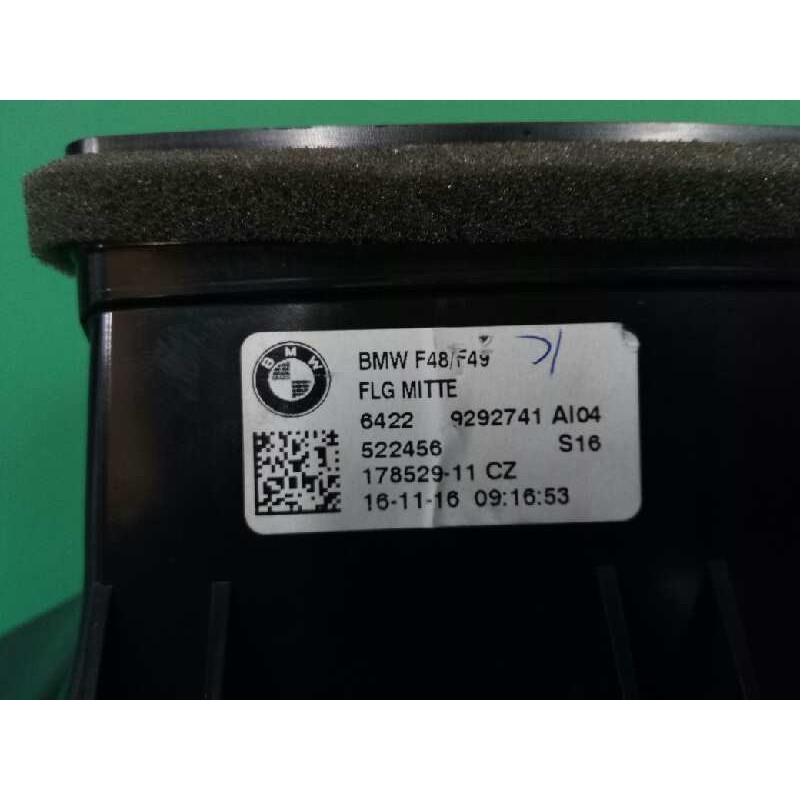 BMW
BMW F48/F49
FLG MITTE
6422 9292741 AI04
522456 S16
178529-11 CZ
16-11-16 09:16:53